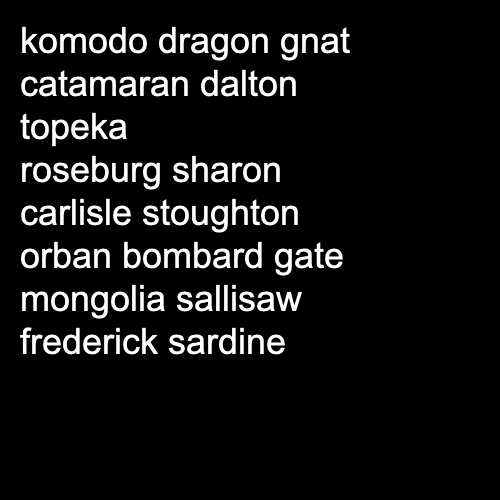 komodo dragon gnat
catamaran dalton
topeka
roseburg sharon
carlisle stoughton
orban bombard gate
mongolia sallisaw
frederick sardine